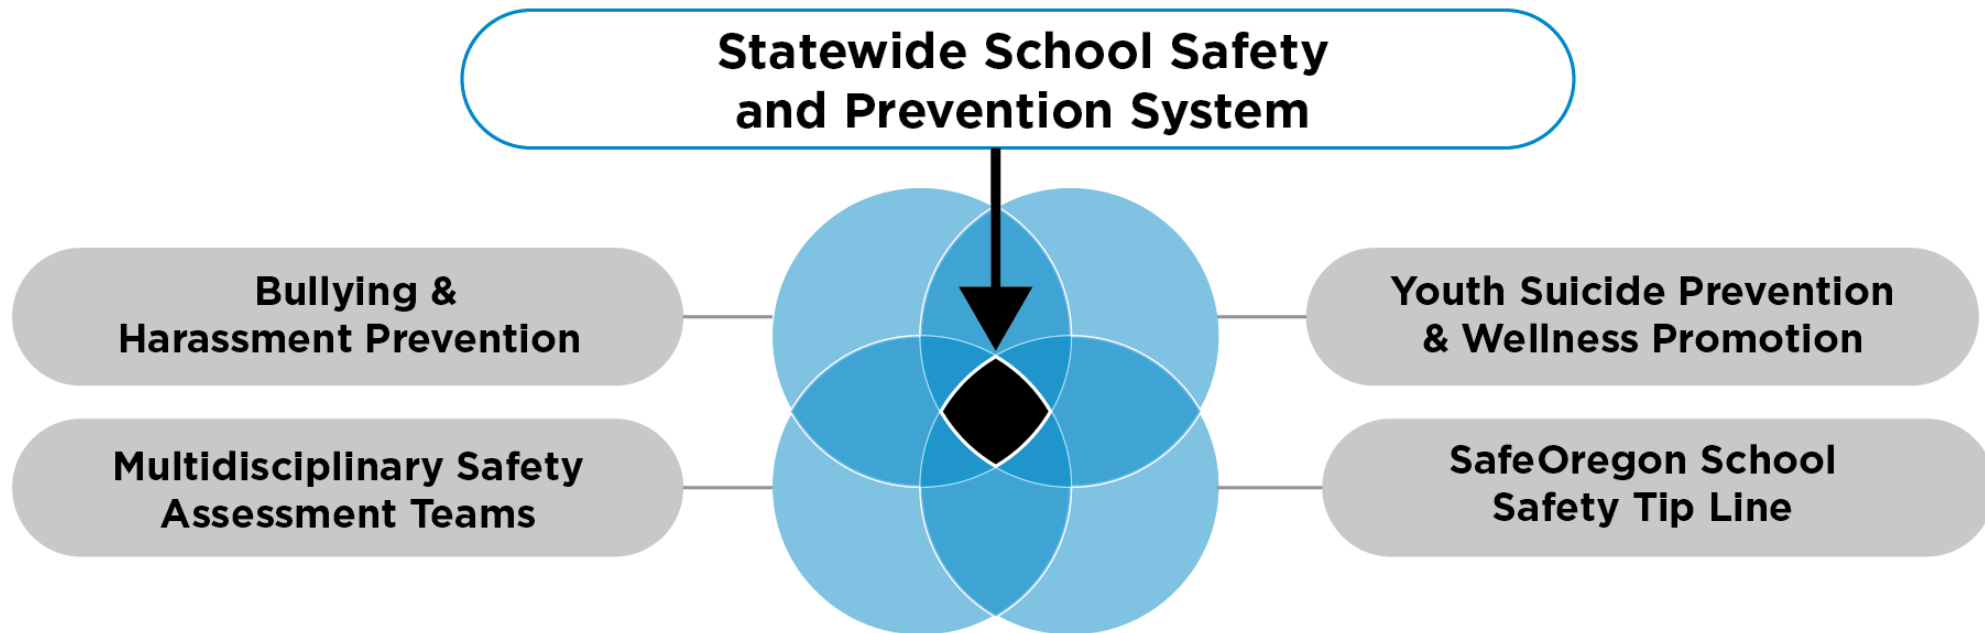 Statewide School Safety
and Prevention System
Bullying &
Harassment Prevention
Youth Suicide Prevention
& Wellness Promotion
Multidisciplinary Safety
Assessment Teams
SafeOregon School
Safety Tip Line